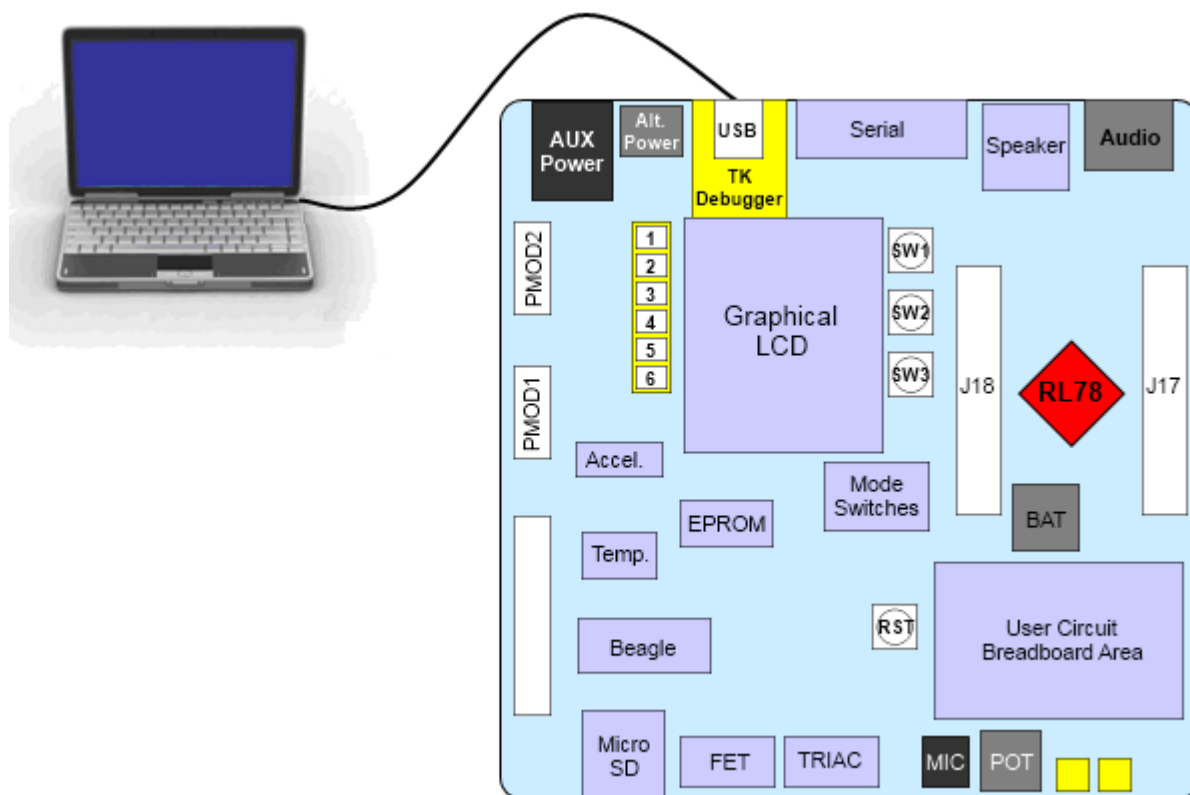 AUX
Power
Alt.
Power
USB
TK
Debugger
Serial
Speaker
Audio
PMOD2
1
2
3
4
5
6
Graphical
LCD
SW1
SW2
SW3
PMOD1
J18
RL78
J17
Accel.
Mode
Switches
EPROM
BAT
Temp.
RST
User Circuit
Breadboard Area
Beagle
Micro
SD
FET
TRIAC
MIC
POT